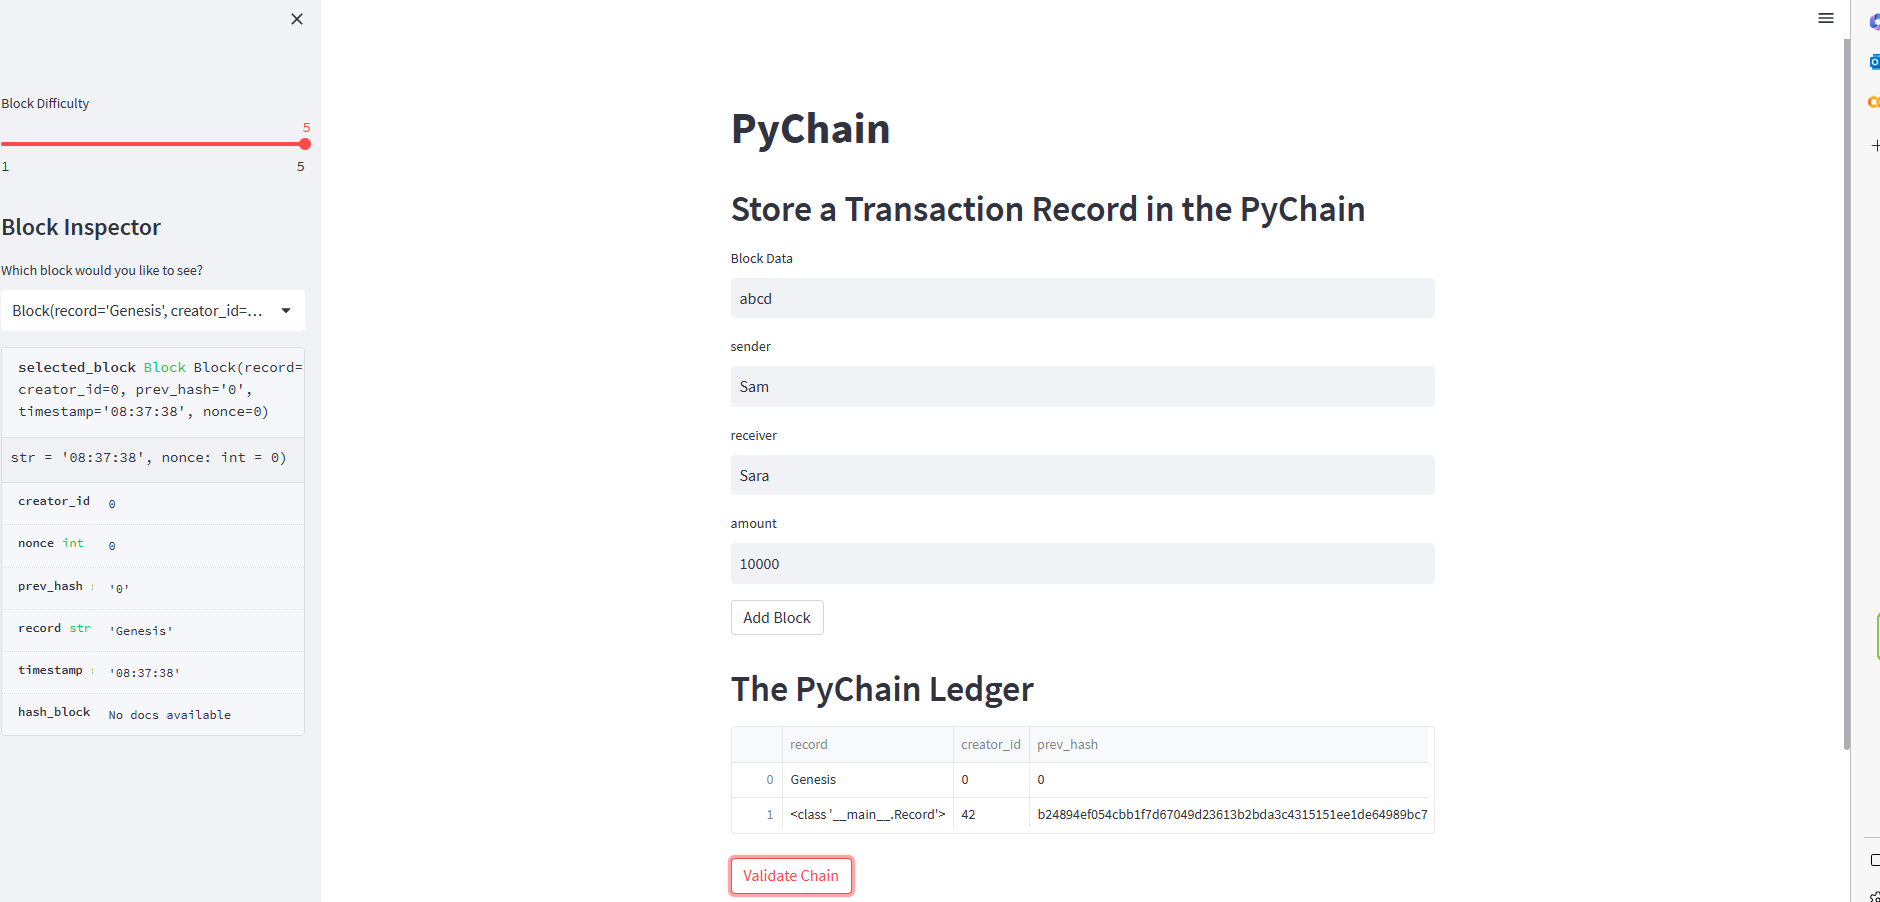 Block Difficulty
5
1 5
Block Inspector
Which block would you like to see?
Block(record='Genesis', creator_id=...
selected_block Block Block(record=
creator_id=0, prev_hash='0',
timestamp='08:37:38', nonce=0)
str = '08:37:38', nonce: int = 0)
creator_id 0
nonce int 0
prev_hash '0'
record str 'Genesis'
timestamp '08:37:38'
hash_block No docs available
PyChain
Store a Transaction Record in the PyChain
Block Data
abcd
sender
Sam
receiver
Sara
amount
10000
Add Block
The PyChain Ledger
record creator_id prev_hash
0 Genesis 0 0
1 <class '__main__.Record'> 42 b24894ef054cbb1f7d67049d23613b2bda3c4315151ee1de64989bc7
Validate Chain